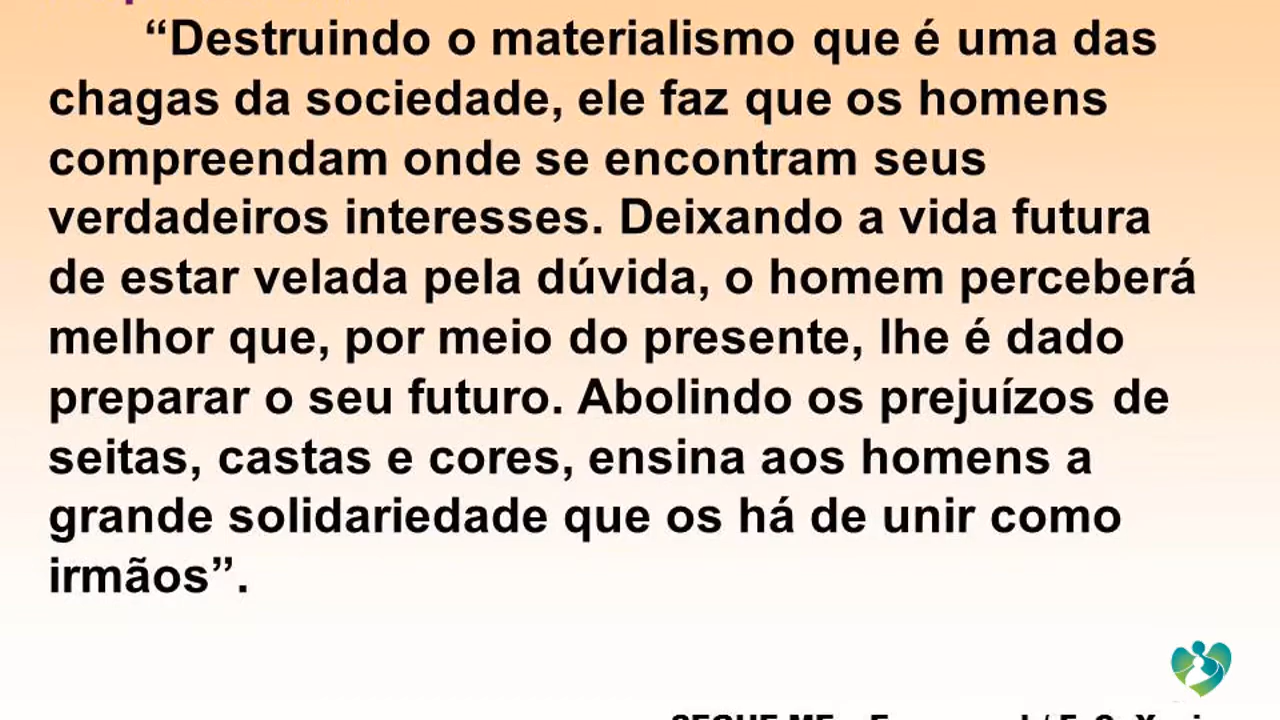 “Destruindo o materialismo que é uma das
chagas da sociedade, ele faz que os homens
compreendam onde se encontram seus
verdadeiros interesses. Deixando a vida futura
de estar velada pela dúvida, o homem perceberá
melhor que, por meio do presente, lhe é dado
preparar o seu futuro. Abolindo os prejuízos de
seitas, castas e cores, ensina aos homens a
grande solidariedade que os há de unir como
irmãos”.